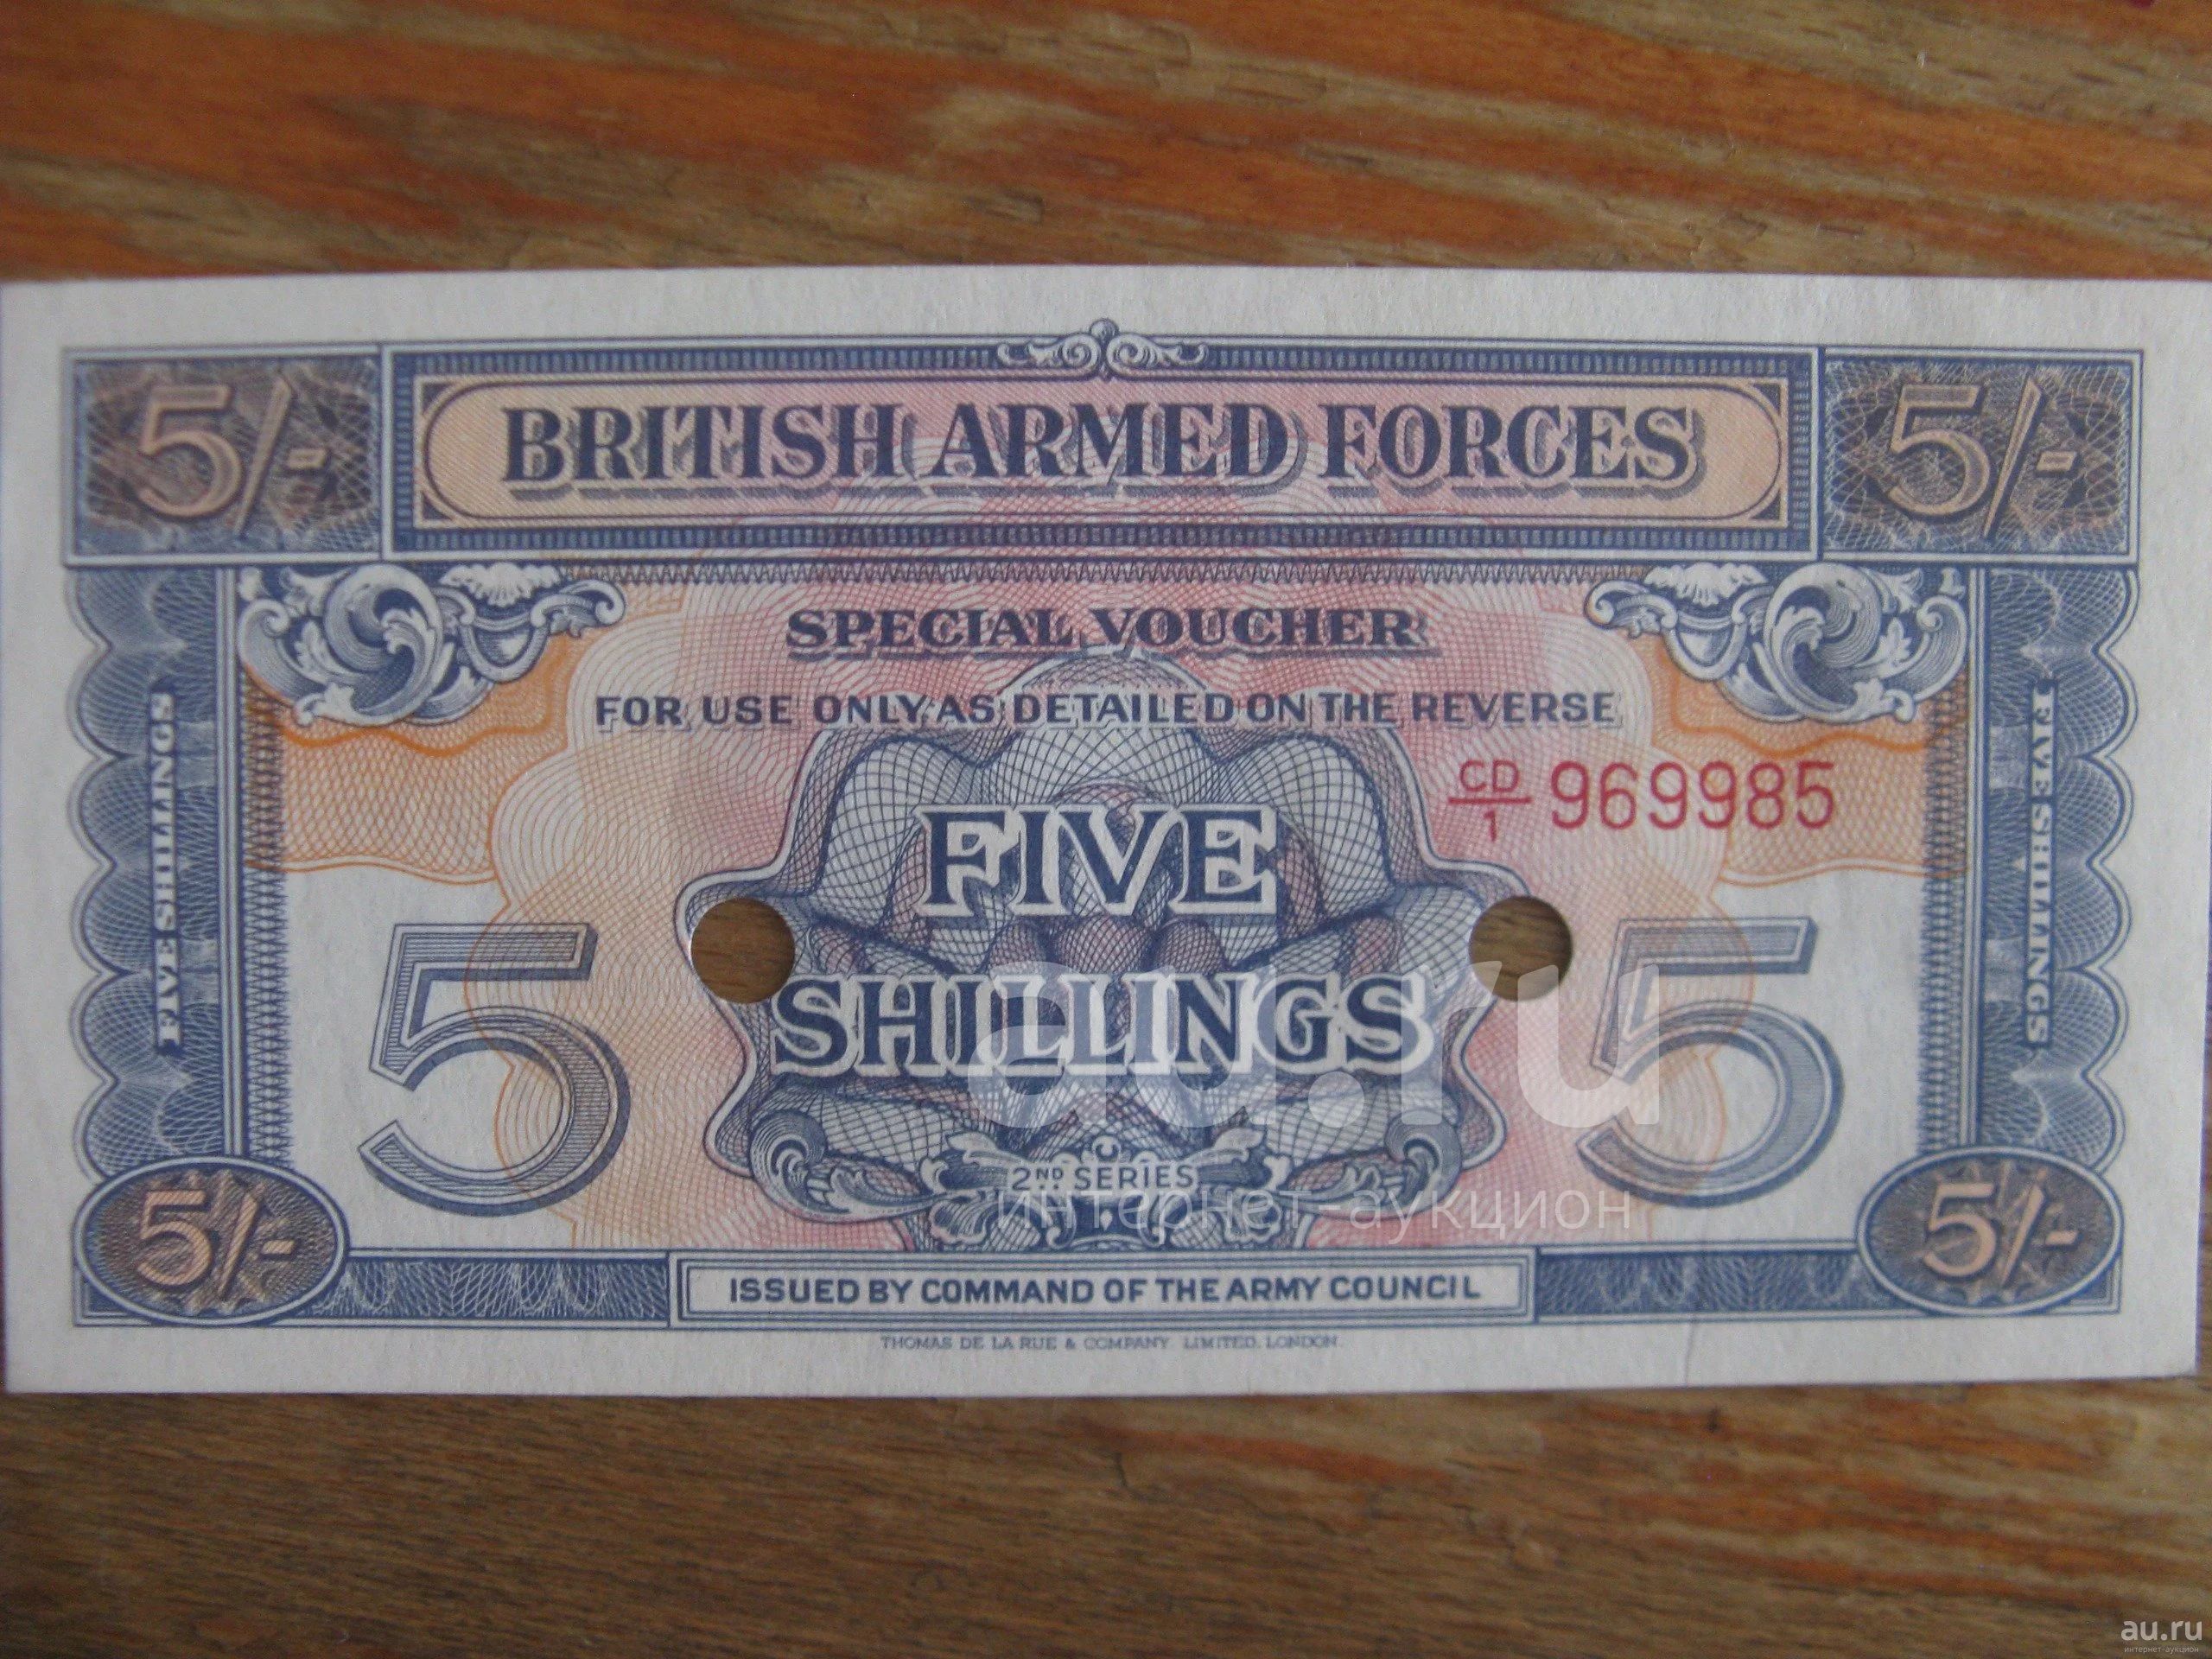 5/- BRITISH ARMED FORCES 5/-
SPECIAL VOUCHER
FOR USE ONLY AS DETAILED ON THE REVERSE
CD/1 969985
FIVE SHILLINGS
FIVE SHILLINGS
FIVE
SHILLINGS
5 5
au.ru
2ND SERIES
интернет-аукцион
5/- 5/-
ISSUED BY COMMAND OF THE ARMY COUNCIL
THOMAS DE LA RUE & COMPANY LIMITED, LONDON.
au.ru
интернет-аукцион